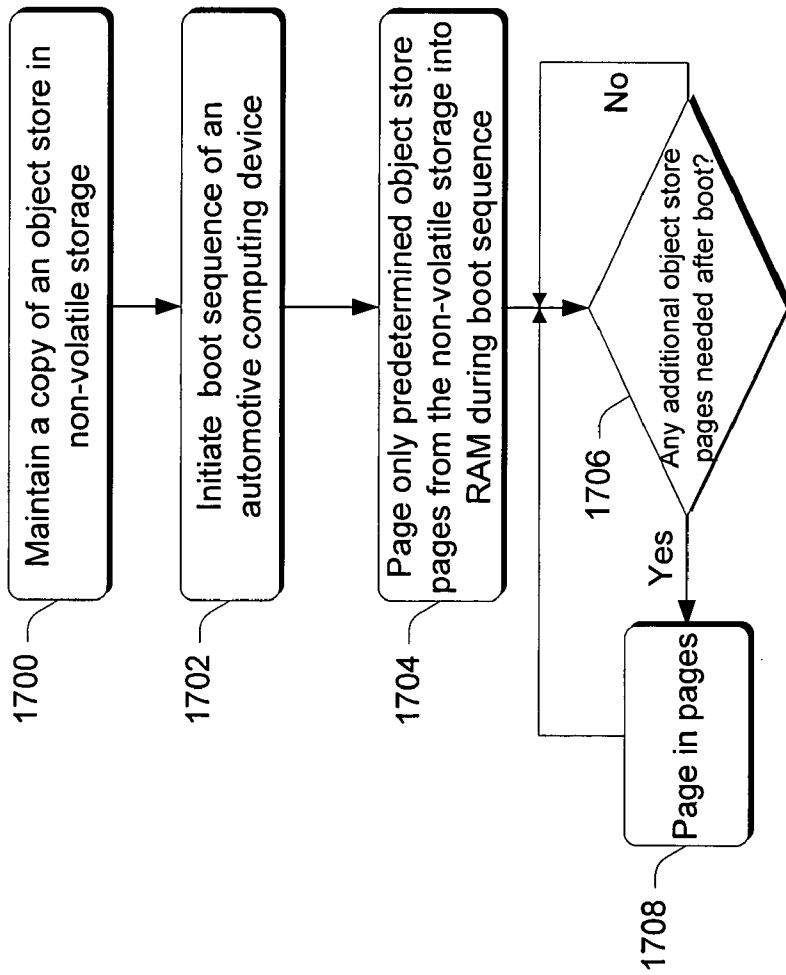 1700
Maintain a copy of an object store in
non-volatile storage
1702
Initiate boot sequence of an
automotive computing device
1704
Page only predetermined object store
pages from the non-volatile storage into
RAM during boot sequence
1706
Any additional object store
pages needed after boot?
No
Yes
1708
Page in pages